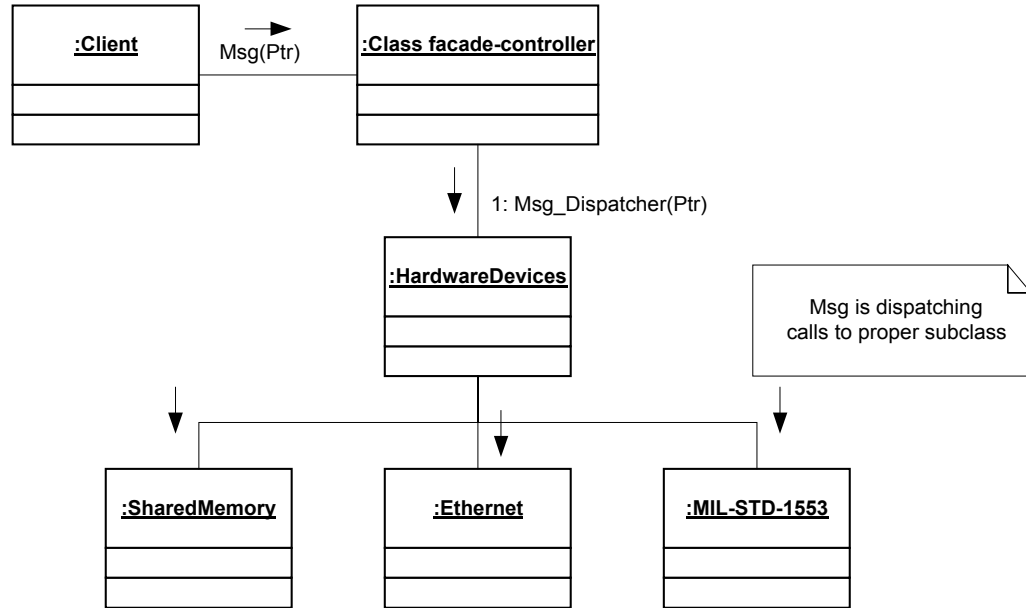 :Client
Msg(Ptr)
:Class facade-controller
1: Msg_Dispatcher(Ptr)
:HardwareDevices
Msg is dispatching
calls to proper subclass
:SharedMemory
:Ethernet
:MIL-STD-1553